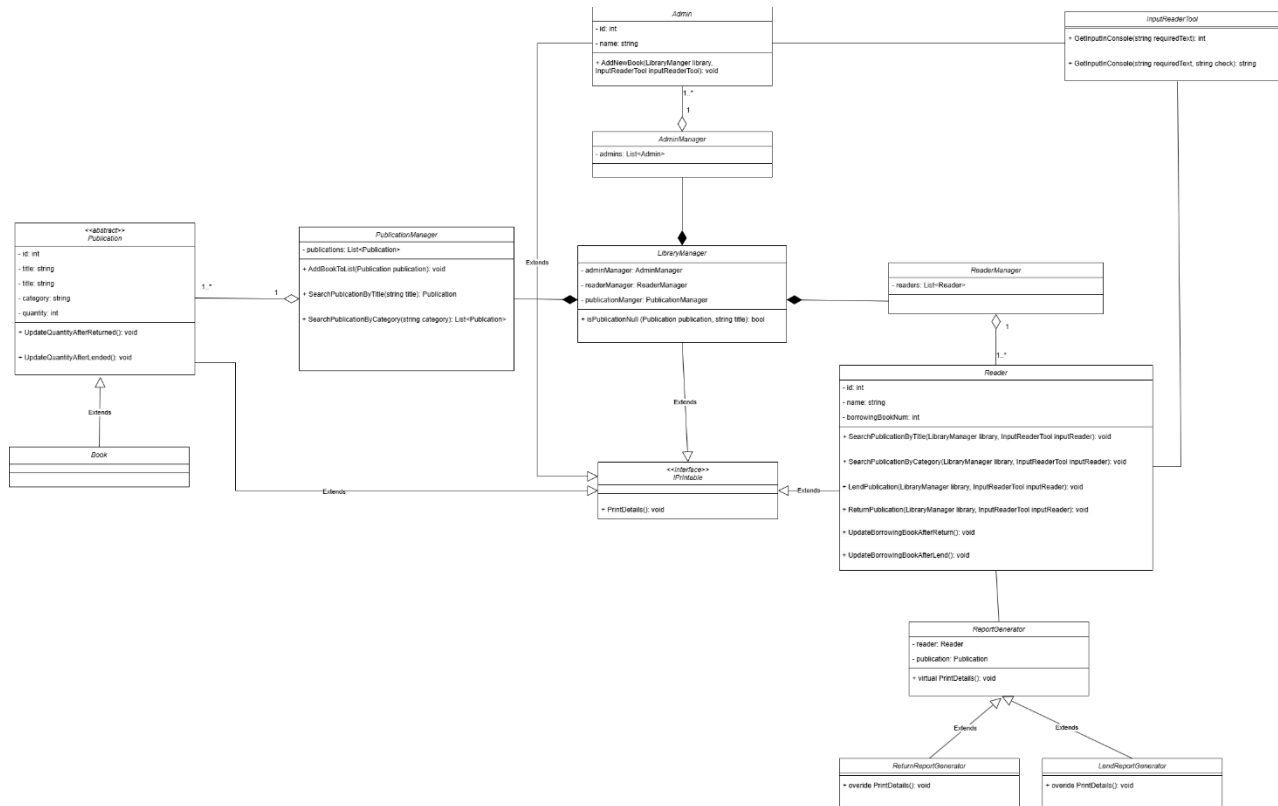 Admin
- id: int
- name: string
+ AddNewBook(LibraryManger library,
InputReaderTool inputReaderTool): void
InputReaderTool
+ GetInputInConsole(string requiredText): int
+ GetInputInConsole(string requiredText, string check): string
1..*
1
AdminManager
- admins: List<Admin>
<<abstract>>
Publication
- id: int
- title: string
- title: string
- category: string
- quantity: int
+ UpdateQuantityAfterReturned(): void
+ UpdateQuantityAfterLended(): void
1..*
1
PublicationManager
- publications: List<Publication>
+ AddBookToList(Publication publication): void
+ SearchPublicationByTitle(string title): Publication
+ SearchPublicationByCategory(string category): List<Publication>
Extends
LibraryManager
- adminManager: AdminManager
- readerManager: ReaderManager
- publicationManger: PublicationManager
+ isPublicationNull (Publication publication, string title): bool
ReaderManager
- readers: List<Reader>
1
1..*
Extends
Reader
- id: int
- name: string
- borrowingBookNum: int
+ SearchPublicationByTitle(LibraryManager library, InputReaderTool inputReader): void
+ SearchPublicationByCategory(LibraryManager library, InputReaderTool inputReader): void
+ LendPublication(LibraryManager library, InputReaderTool inputReader): void
+ ReturnPublication(LibraryManager library, InputReaderTool inputReader): void
+ UpdateBorrowingBookAfterReturn(): void
+ UpdateBorrowingBookAfterLend(): void
Extends
Book
<<Interface>>
IPrintable
+ PrintDetails(): void
Extends
Extends
ReportGenerator
- reader: Reader
- publication: Publication
+ virtual PrintDetails(): void
Extends
Extends
ReturnReportGenerator
+ overide PrintDetails(): void
LendReportGenerator
+ override PrintDetails(): void